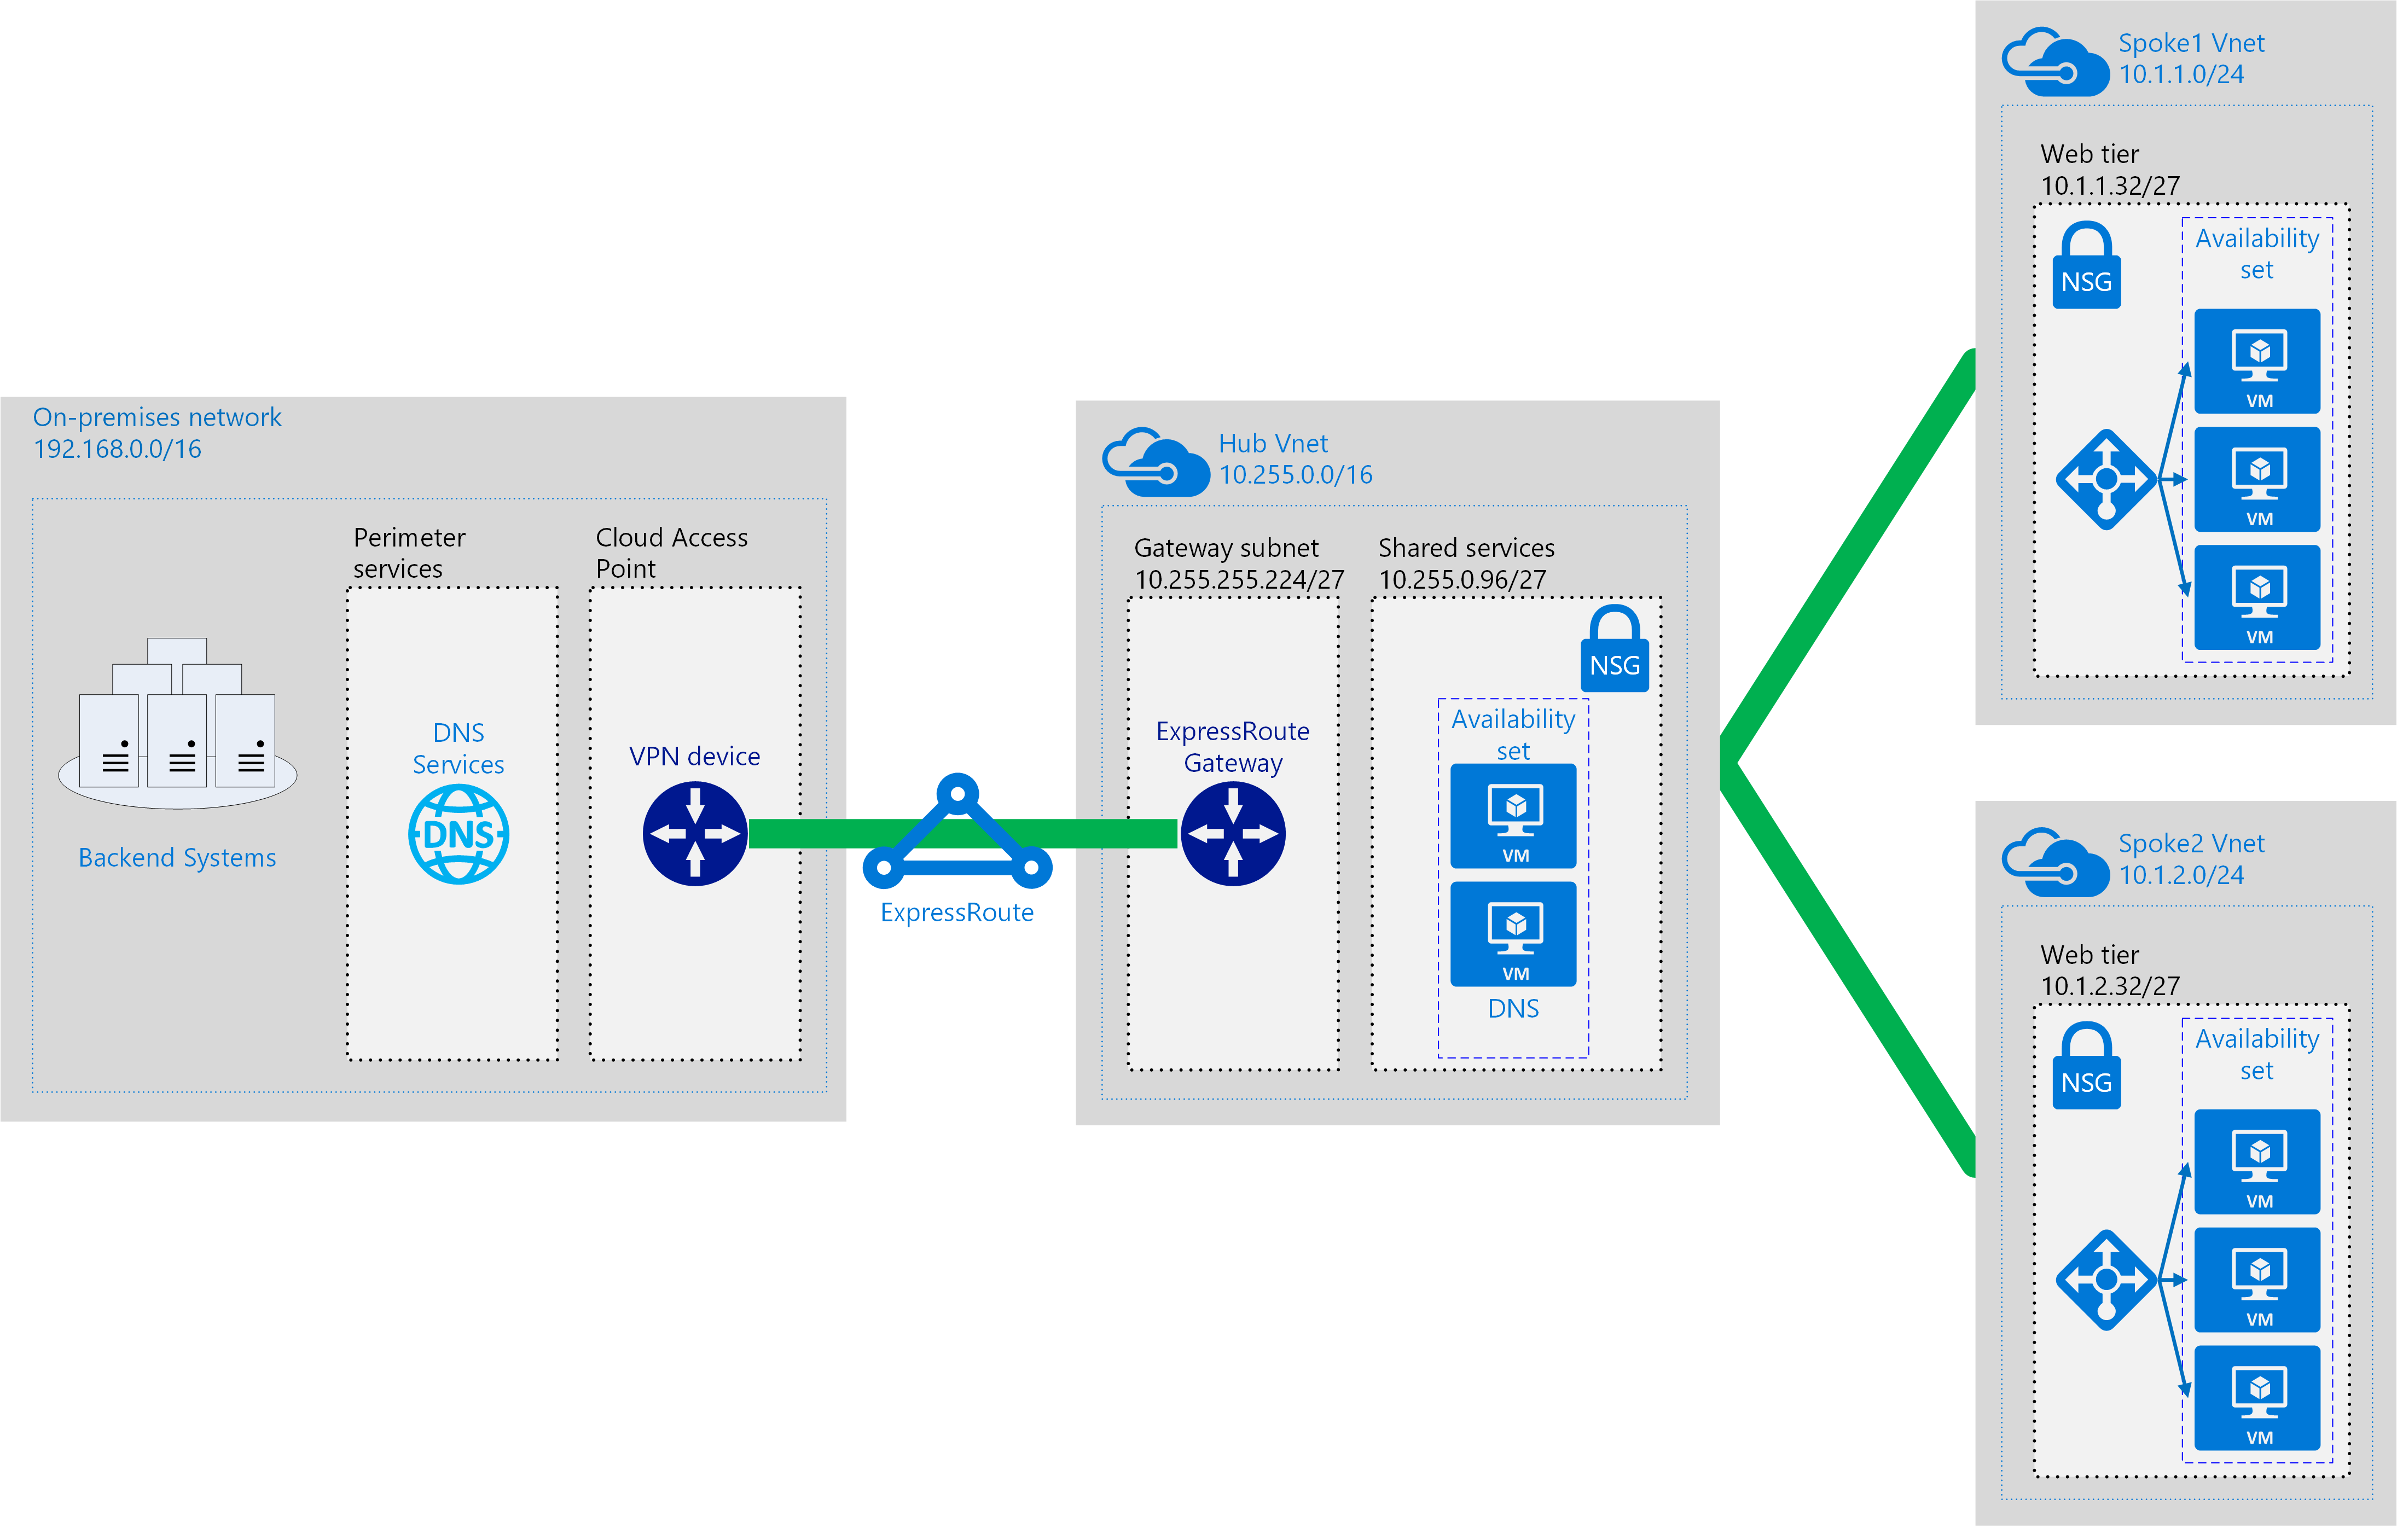 On-premises network
192.168.0.0/16
Backend Systems
Perimeter
services
DNS
Services
DNS
Cloud Access
Point
VPN device
ExpressRoute
Hub Vnet
10.255.0.0/16
Gateway subnet
10.255.255.224/27
ExpressRoute
Gateway
Shared services
10.255.0.96/27
NSG
Availability
set
VM
VM
DNS
Spoke1 Vnet
10.1.1.0/24
Web tier
10.1.1.32/27
NSG
Availability
set
VM
VM
VM
Spoke2 Vnet
10.1.2.0/24
Web tier
10.1.2.32/27
NSG
Availability
set
VM
VM
VM